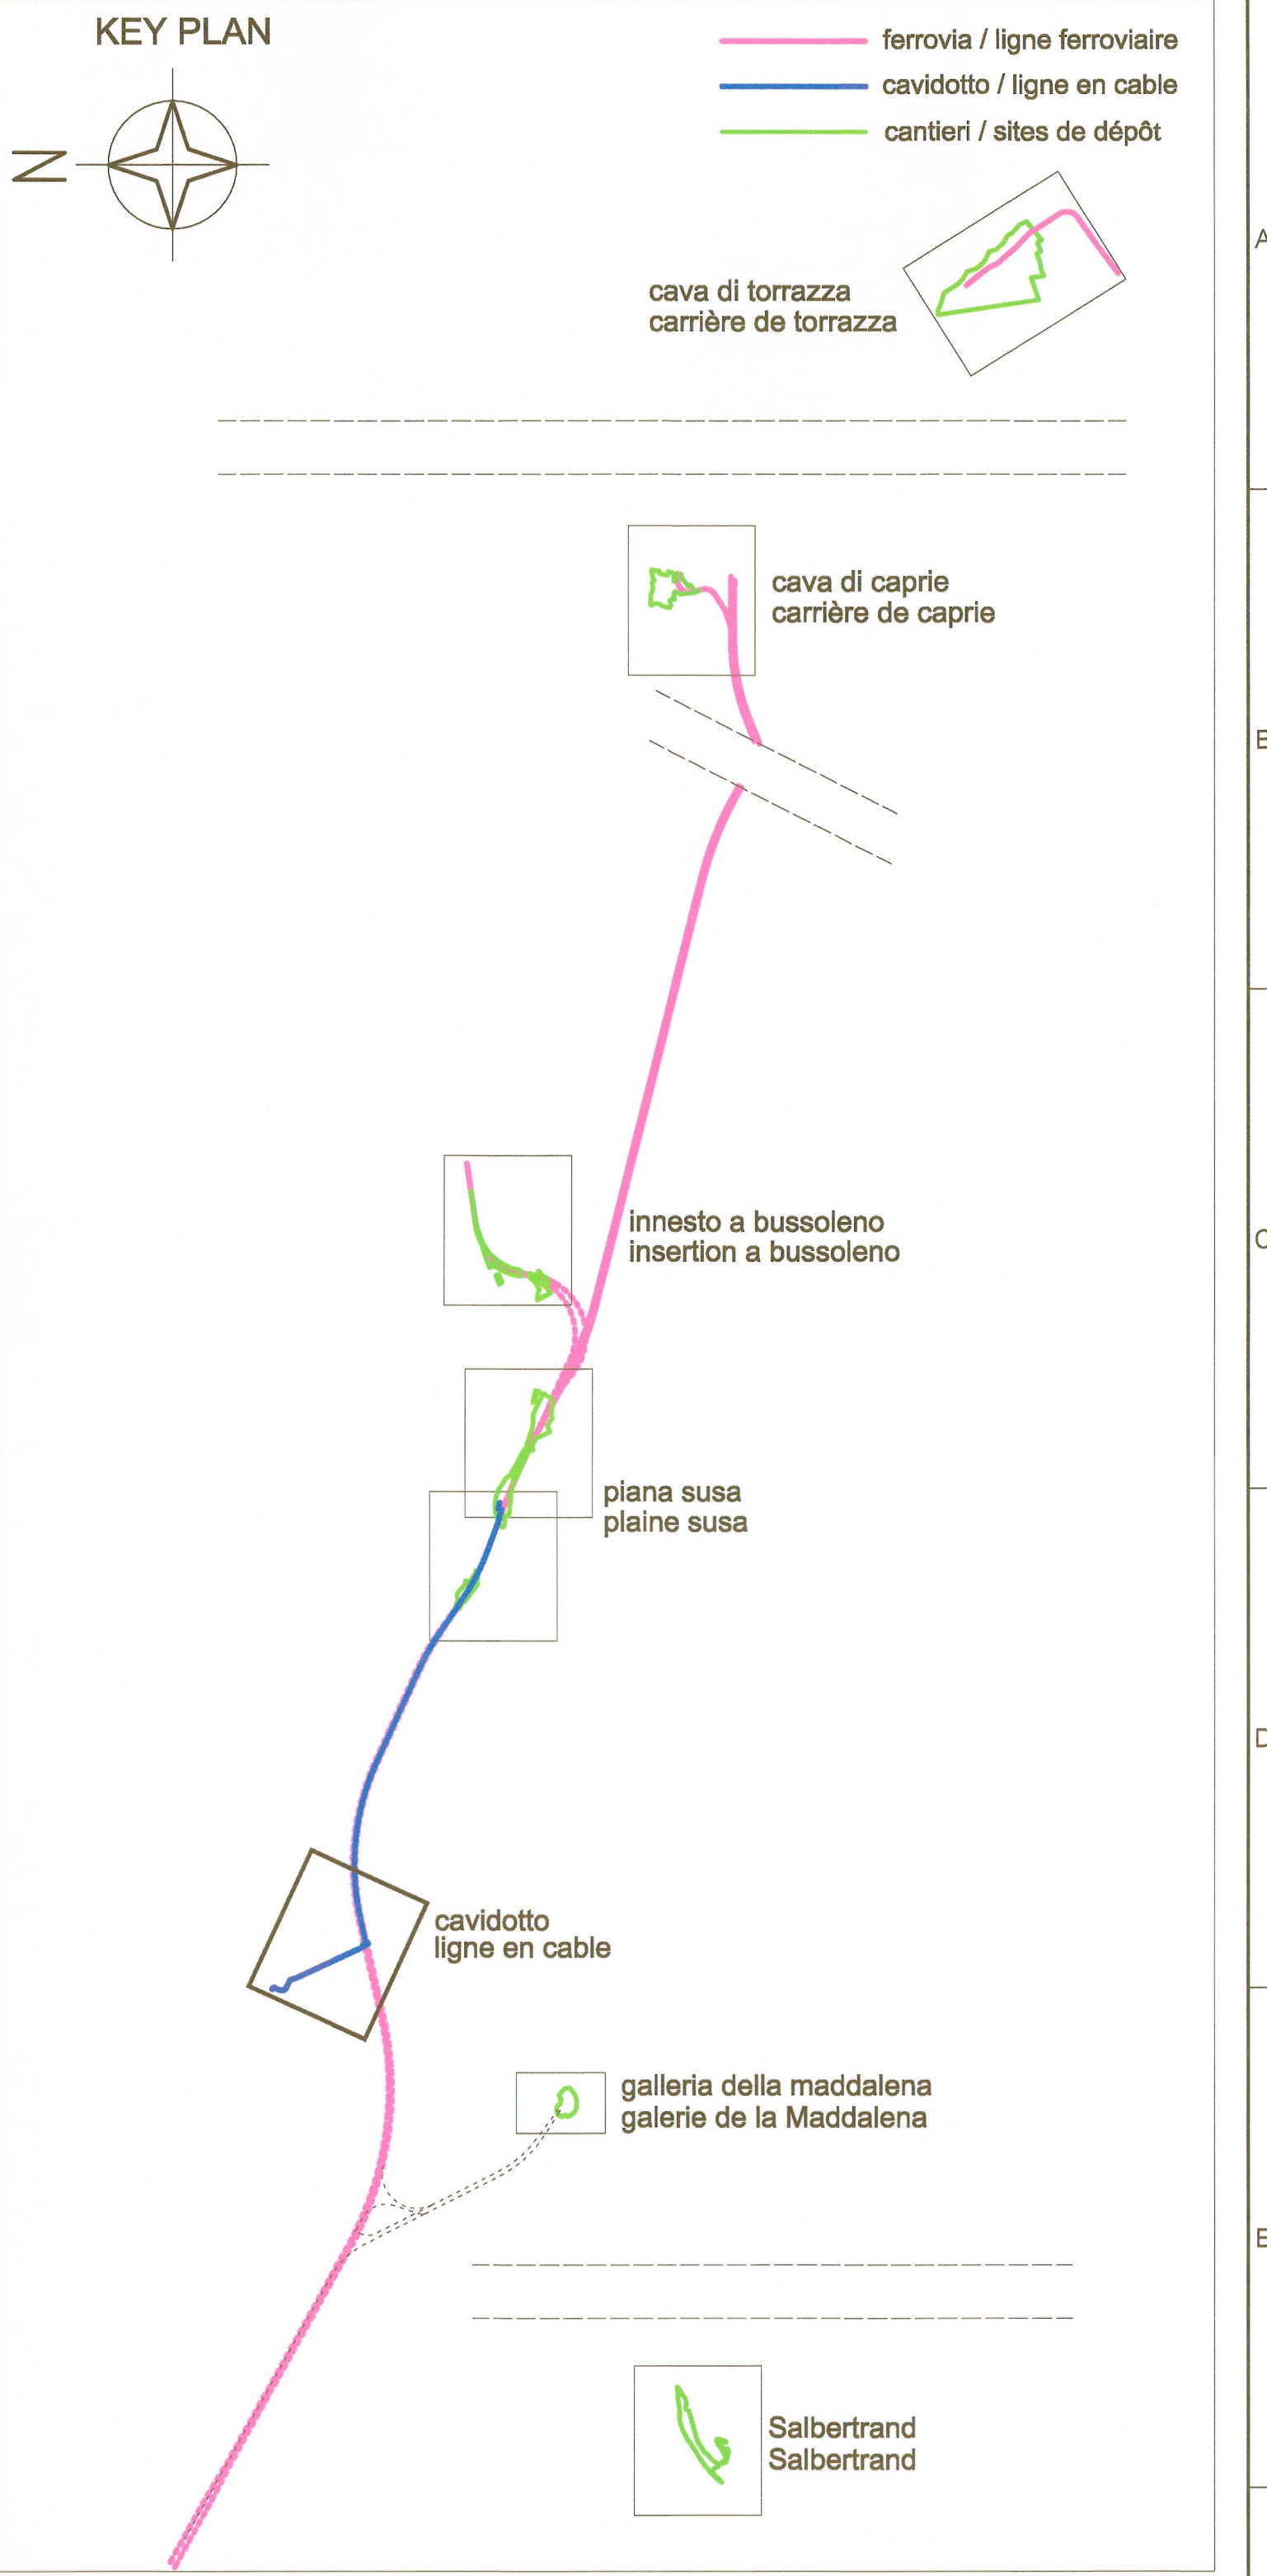 KEY PLAN
N
ferrovia / ligne ferroviaire
cavidotto / ligne en cable
cantieri / sites de dépôt
A
cava di torrazza
carrière de torrazza
cava di caprie
carrière de caprie
B
innesto a bussoleno
insertion a bussoleno
C
piana susa
plaine susa
D
cavidotto
ligne en cable
galleria della maddalena
galerie de la Maddalena
E
Salbertrand
Salbertrand